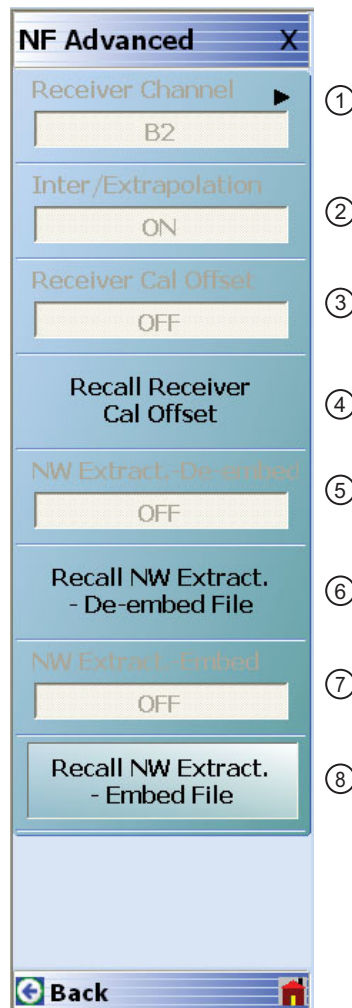 NF Advanced X
Receiver Channel
B2
①
Inter/Extrapolation
ON
②
Receiver Cal Offset
OFF
③
Recall Receiver
Cal Offset
④
NW Extract.-De-embed
OFF
⑤
Recall NW Extract.
- De-embed File
⑥
NW Extract.-Embed
OFF
⑦
Recall NW Extract.
- Embed File
⑧
Back